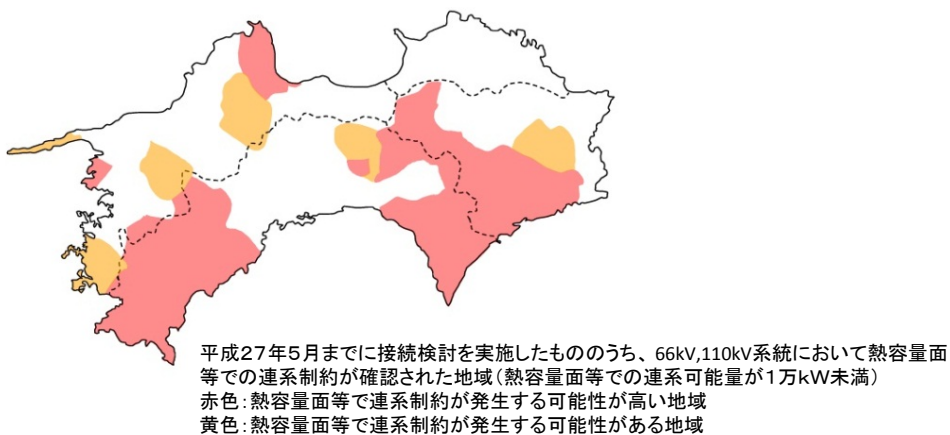 平成27年5月までに接続検討を実施したもののうち、66kV,110kV系統において熱容量面
等での連系制約が確認された地域(熱容量面等での連系可能量が1万kW未満)
赤色:熱容量面等で連系制約が発生する可能性が高い地域
黄色:熱容量面等で連系制約が発生する可能性がある地域